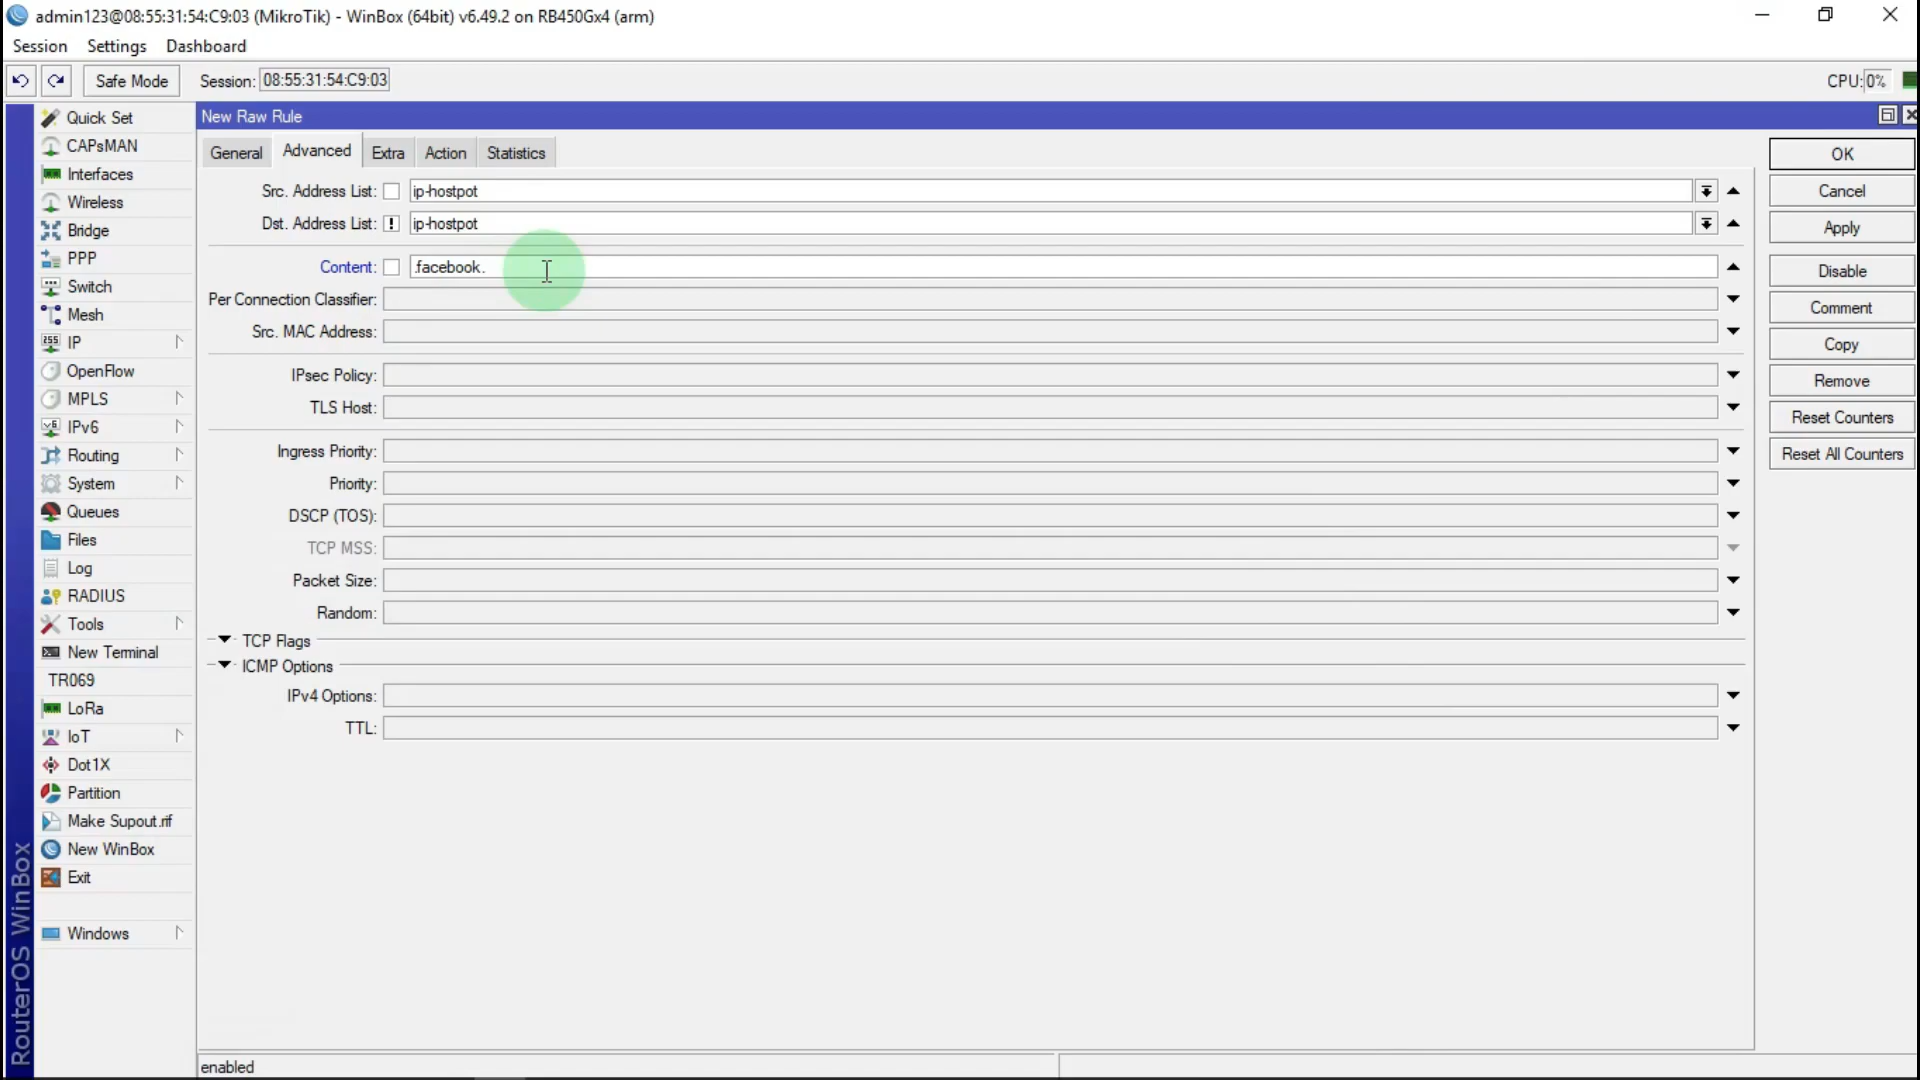 admin123@08:55:31:54:C9:03 (MikroTik) - WinBox (64bit) v6.49.2 on RB450Gx4 (arm)
Session Settings Dashboard
Safe Mode Session: 08:55:31:54:C9:03 CPU: 0%
Quick Set
CAPsMAN
Interfaces
Wireless
Bridge
PPP
Switch
Mesh
IP
OpenFlow
MPLS
IPv6
Routing
System
Queues
Files
Log
RADIUS
Tools
New Terminal
TR069
LoRa
IoT
Dot1X
Partition
Make Supout.rif
New WinBox
Exit
Windows
RouterOS WinBox
New Raw Rule
General Advanced Extra Action Statistics
Src. Address List: ip-hostpot
Dst. Address List: ! ip-hostpot
Content: .facebook.
Per Connection Classifier:
Src. MAC Address:
IPsec Policy:
TLS Host:
Ingress Priority:
Priority:
DSCP (TOS):
TCP MSS:
Packet Size:
Random:
TCP Flags
ICMP Options
IPv4 Options:
TTL:
OK
Cancel
Apply
Disable
Comment
Copy
Remove
Reset Counters
Reset All Counters
enabled